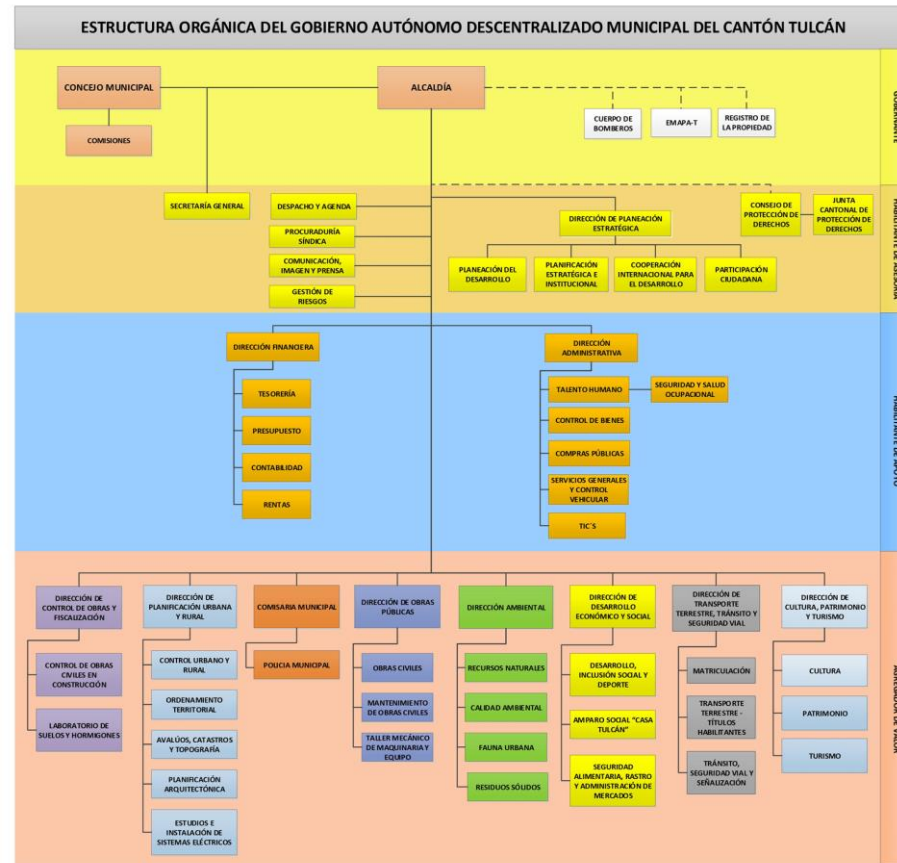 ESTRUCTURA ORGÁNICA DEL GOBIERNO AUTÓNOMO DESCENTRALIZADO MUNICIPAL DEL CANTÓN TULCÁN
CONCEJO MUNICIPAL
ALCALDÍA
COMISIONES
CUERPO DE
BOMBEROS
EMAPA-T
REGISTRO DE
LA PROPIEDAD
SECRETARÍA GENERAL
DESPACHO Y AGENDA
PROCURADURÍA
SÍNDICA
COMUNICACIÓN,
IMAGEN Y PRENSA
GESTIÓN DE
RIESGOS
DIRECCIÓN DE PLANEACIÓN
ESTRATÉGICA
CONSEJO DE
PROTECCIÓN DE
DERECHOS
JUNTA
CANTONAL DE
PROTECCIÓN DE
DERECHOS
PLANEACIÓN DEL
DESARROLLO
PLANIFICACIÓN
ESTRATÉGICA E
INSTITUCIONAL
COOPERACIÓN
INTERNACIONAL PARA
EL DESARROLLO
PARTICIPACIÓN
CIUDADANA
DIRECCIÓN FINANCIERA
TESORERÍA
PRESUPUESTO
CONTABILIDAD
RENTAS
DIRECCIÓN
ADMINISTRATIVA
TALENTO HUMANO
SEGURIDAD Y SALUD
OCUPACIONAL
CONTROL DE BIENES
COMPRAS PÚBLICAS
SERVICIOS GENERALES
Y CONTROL
VEHICULAR
TIC´S
DIRECCIÓN DE
CONTROL DE OBRAS Y
FISCALIZACIÓN
CONTROL DE OBRAS
CIVILES EN
CONSTRUCCIÓN
LABORATORIO DE
SUELOS Y HORMIGONES
DIRECCIÓN DE
PLANIFICACIÓN URBANA
Y RURAL
CONTROL URBANO Y
RURAL
ORDENAMIENTO
TERRITORIAL
AVALÚOS, CATASTROS
Y TOPOGRAFÍA
PLANIFICACIÓN
ARQUITECTÓNICA
ESTUDIOS E
INSTALACIÓN DE
SISTEMAS ELÉCTRICOS
COMISARIA MUNICIPAL
POLICIA MUNICIPAL
DIRECCIÓN DE OBRAS
PÚBLICAS
OBRAS CIVILES
MANTENIMIENTO
DE OBRAS CIVILES
TALLER MECÁNICO
DE MAQUINARIA Y
EQUIPO
DIRECCIÓN AMBIENTAL
RECURSOS NATURALES
CALIDAD AMBIENTAL
FAUNA URBANA
RESIDUOS SÓLIDOS
DIRECCIÓN DE
DESARROLLO
ECONÓMICO Y SOCIAL
DESARROLLO,
INCLUSIÓN SOCIAL Y
DEPORTE
AMPARO SOCIAL "CASA
TULCÁN"
SEGURIDAD
ALIMENTARIA, RASTRO
Y ADMINISTRACIÓN DE
MERCADOS
DIRECCIÓN DE
TRANSPORTE
TERRESTRE, TRÁNSITO Y
SEGURIDAD VIAL
MATRICULACIÓN
TRANSPORTE
TERRESTRE -
TÍTULOS
HABILITANTES
TRÁNSITO,
SEGURIDAD VIAL Y
SEÑALIZACIÓN
DIRECCIÓN DE
CULTURA, PATRIMONIO
Y TURISMO
CULTURA
PATRIMONIO
TURISMO